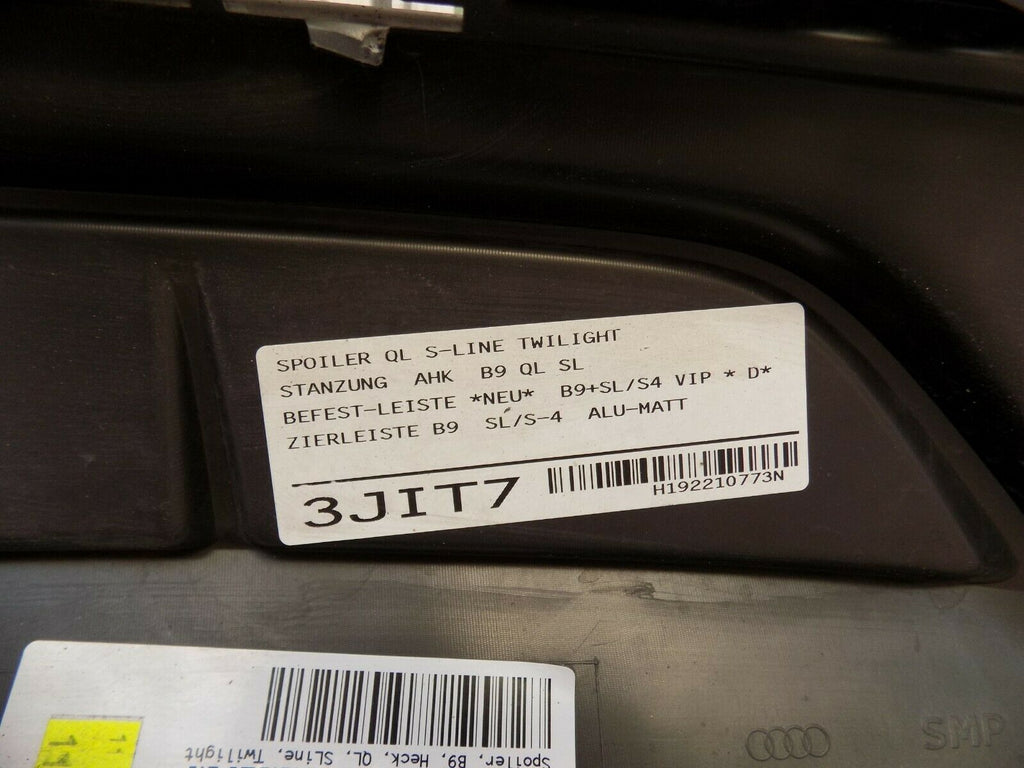 SPOILER QL S-LINE TWILIGHT
STANZUNG AHK B9 QL SL
BEFEST-LEISTE *NEU* B9+SL/S4 VIP * D*
ZIERLEISTE B9 SL/S-4 ALU-MATT
3JIT7
H192210773N
Spoiler, B9, Heck, QL, SLine, Twilight
SMP